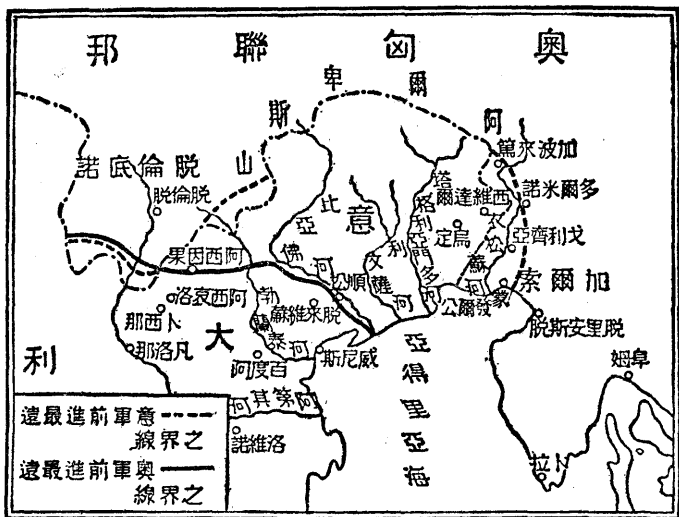 奧匈聯邦
阿爾卑斯山
意大利
脫倫底諾
脫倫脫
阿西因果
阿西哀洛
卜西那
凡洛那
百度阿
洛維諾
脫來維蘇
威尼斯
勃蘭泰河
阿第其河
比亞佛河
利文薩河
塔格利亞門多河
烏定
西維達爾
衣松蘇河
蒙發爾公
加波來篤
多爾米諾
戈利齊亞
加爾索
脫里安斯脫
阜姆
卜拉
亞得里亞海
意軍前進最遠
之界線
奧軍前進最遠
之界線